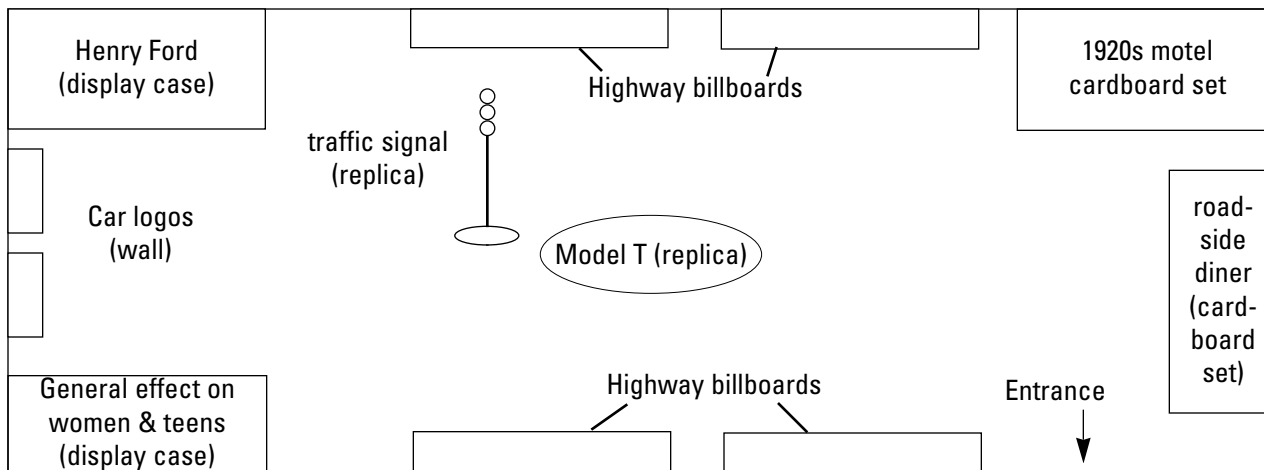 Henry Ford
(display case)
Highway billboards
1920s motel
cardboard set
traffic signal
(replica)
Car logos
(wall)
Model T (replica)
road-
side
diner
(card-
board
set)
General effect on
women & teens
(display case)
Highway billboards
Entrance